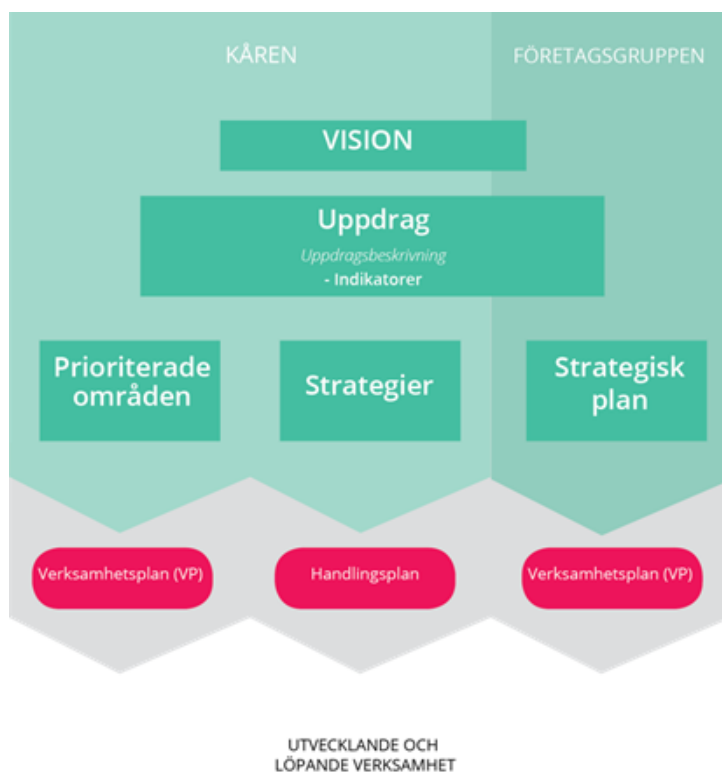 KÅREN
FÖRETAGSGRUPPEN
VISION
Uppdrag
Uppdragsbeskrivning
- Indikatorer
Prioriterade
områden
Strategier
Strategisk
plan
Verksamhetsplan (VP)
Handlingsplan
Verksamhetsplan (VP)
UTVECKLANDE OCH
LÖPANDE VERKSAMHET